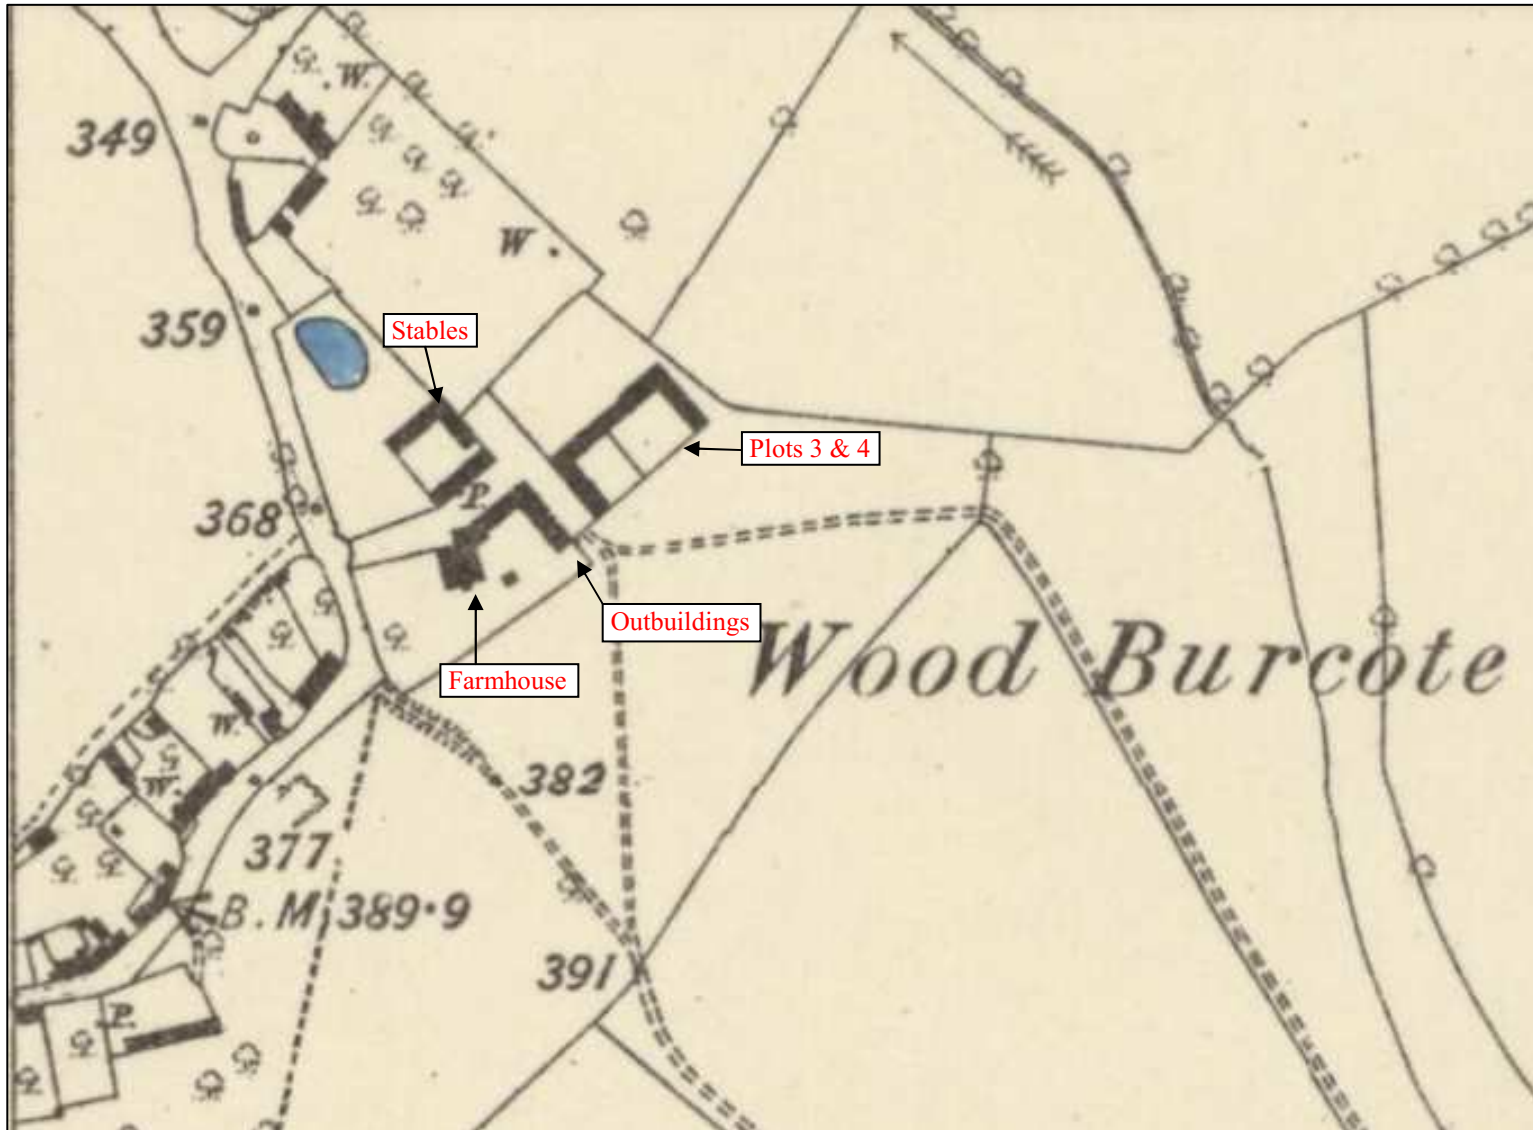 W.
349
W
359
Stables
Plots 3 & 4
P.
368
Outbuildings
Wood Burcote
Farmhouse
W.
382
W.
377
B.M. 389·9
391
P.